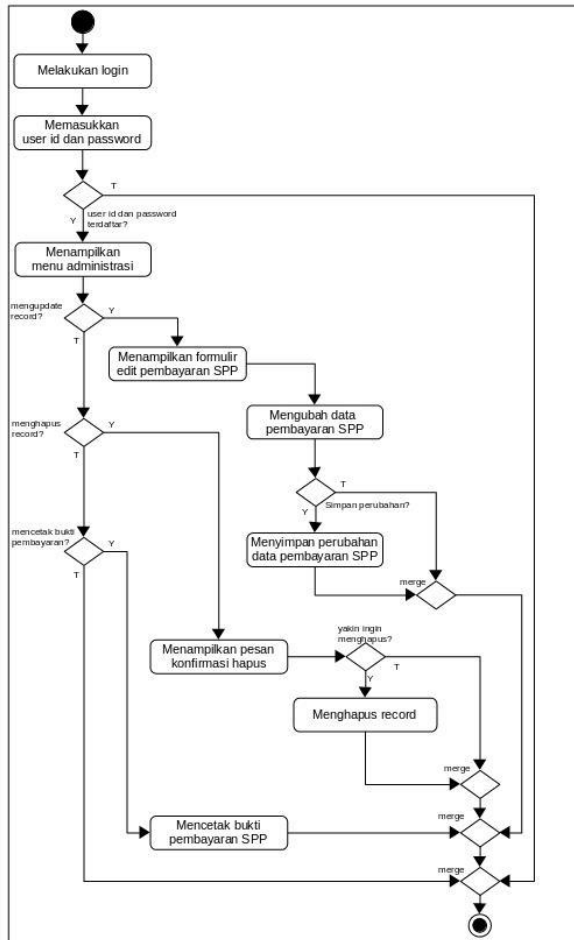 Melakukan login
Memasukkan
user id dan password
T
Y
user id dan password
terdaftar?
Menampilkan
menu administrasi
mengupdate
record?
Y
T
Menampilkan formulir
edit pembayaran SPP
Mengubah data
pembayaran SPP
menghapus
record?
Y
T
T
Simpan perubahan?
Y
Menyimpan perubahan
data pembayaran SPP
mencetak bukti
pembayaran?
Y
T
merge
yakin ingin
menghapus?
Menampilkan pesan
konfirmasi hapus
T
Y
Menghapus record
merge
merge
Mencetak bukti
pembayaran SPP
merge